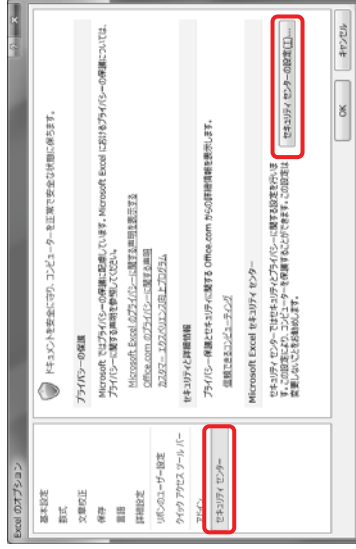 Excel のオプション
基本設定
数式
文章校正
保存
言語
詳細設定
リボンのユーザー設定
クイック アクセス ツール バー
アドイン
セキュリティ センター
ドキュメントを安全に守り、コンピューターを正常で安全な状態に保ちます。
プライバシーの保護
Microsoft ではプライバシーの保護に配慮しています。Microsoft Excel におけるプライバシーの保護については、
プライバシーに関する声明を参照してください。
Microsoft Excel のプライバシーに関する声明を表示する
Office.com のプライバシーに関する声明
カスタマー エクスペリエンス向上プログラム
セキュリティと詳細情報
プライバシー保護とセキュリティに関する Office.com からの詳細情報を表示します。
信頼できるコンピューティング
Microsoft Excel セキュリティ センター
セキュリティ センターではセキュリティとプライバシーに関する設定を行いま
す。この設定により、コンピューターを保護することができます。この設定は
変更しないことをお勧めします。
セキュリティ センターの設定(T)...
OK
キャンセル